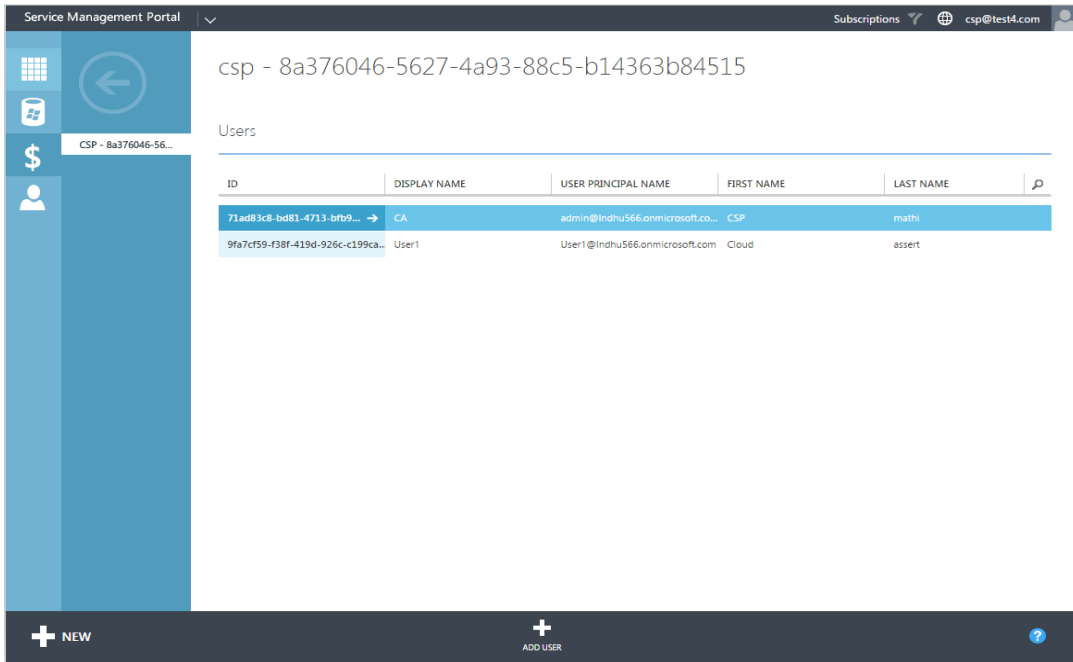 Service Management Portal Subscriptions csp@test4.com
csp - 8a376046-5627-4a93-88c5-b14363b84515
Users
$ CSP - 8a376046-56...
ID DISPLAY NAME USER PRINCIPAL NAME FIRST NAME LAST NAME
71ad83c8-bd81-4713-bfb9... → CA admin@Indhu566.onmicrosoft.co... CSP mathi
9fa7cf59-f38f-419d-926c-c199ca... User1 User1@Indhu566.onmicrosoft.com Cloud assert
NEW ADD USER ?